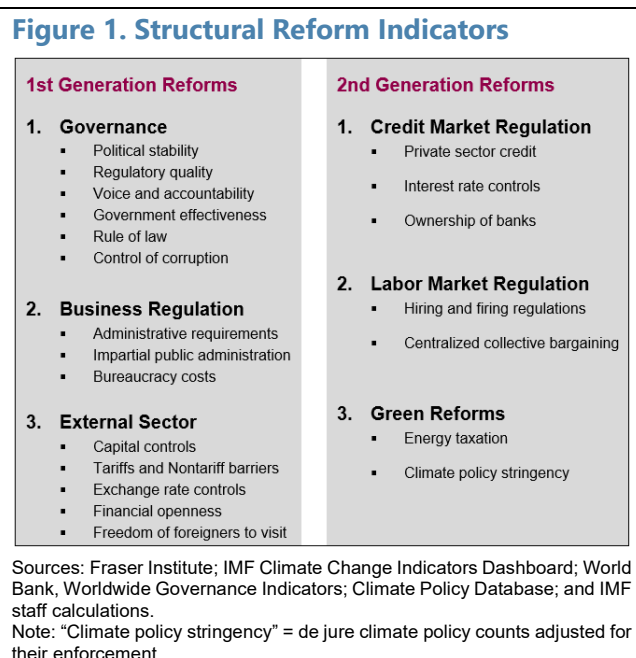 Figure 1. Structural Reform Indicators
1st Generation Reforms
1. Governance
▪ Political stability
▪ Regulatory quality
▪ Voice and accountability
▪ Government effectiveness
▪ Rule of law
▪ Control of corruption
2. Business Regulation
▪ Administrative requirements
▪ Impartial public administration
▪ Bureaucracy costs
3. External Sector
▪ Capital controls
▪ Tariffs and Nontariff barriers
▪ Exchange rate controls
▪ Financial openness
▪ Freedom of foreigners to visit
2nd Generation Reforms
1. Credit Market Regulation
▪ Private sector credit
▪ Interest rate controls
▪ Ownership of banks
2. Labor Market Regulation
▪ Hiring and firing regulations
▪ Centralized collective bargaining
3. Green Reforms
▪ Energy taxation
▪ Climate policy stringency
Sources: Fraser Institute; IMF Climate Change Indicators Dashboard; World
Bank, Worldwide Governance Indicators; Climate Policy Database; and IMF
staff calculations.
Note: “Climate policy stringency” = de jure climate policy counts adjusted for
their enforcement